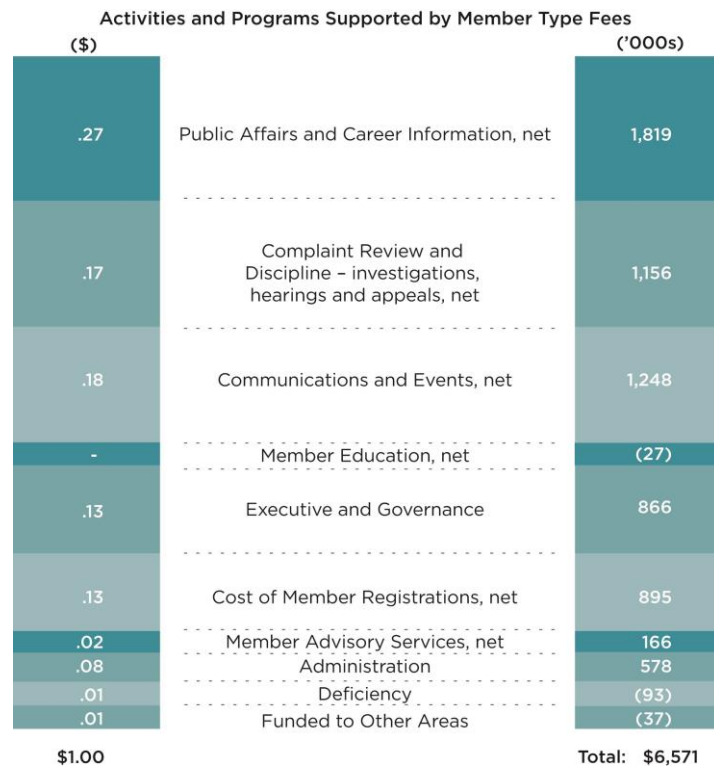 Activities and Programs Supported by Member Type Fees
($) ('000s)
.27 Public Affairs and Career Information, net 1,819
Complaint Review and
.17 Discipline – investigations, 1,156
hearings and appeals, net
.18 Communications and Events, net 1,248
- Member Education, net (27)
.13 Executive and Governance 866
.13 Cost of Member Registrations, net 895
.02 Member Advisory Services, net 166
.08 Administration 578
.01 Deficiency (93)
.01 Funded to Other Areas (37)
$1.00 Total: $6,571